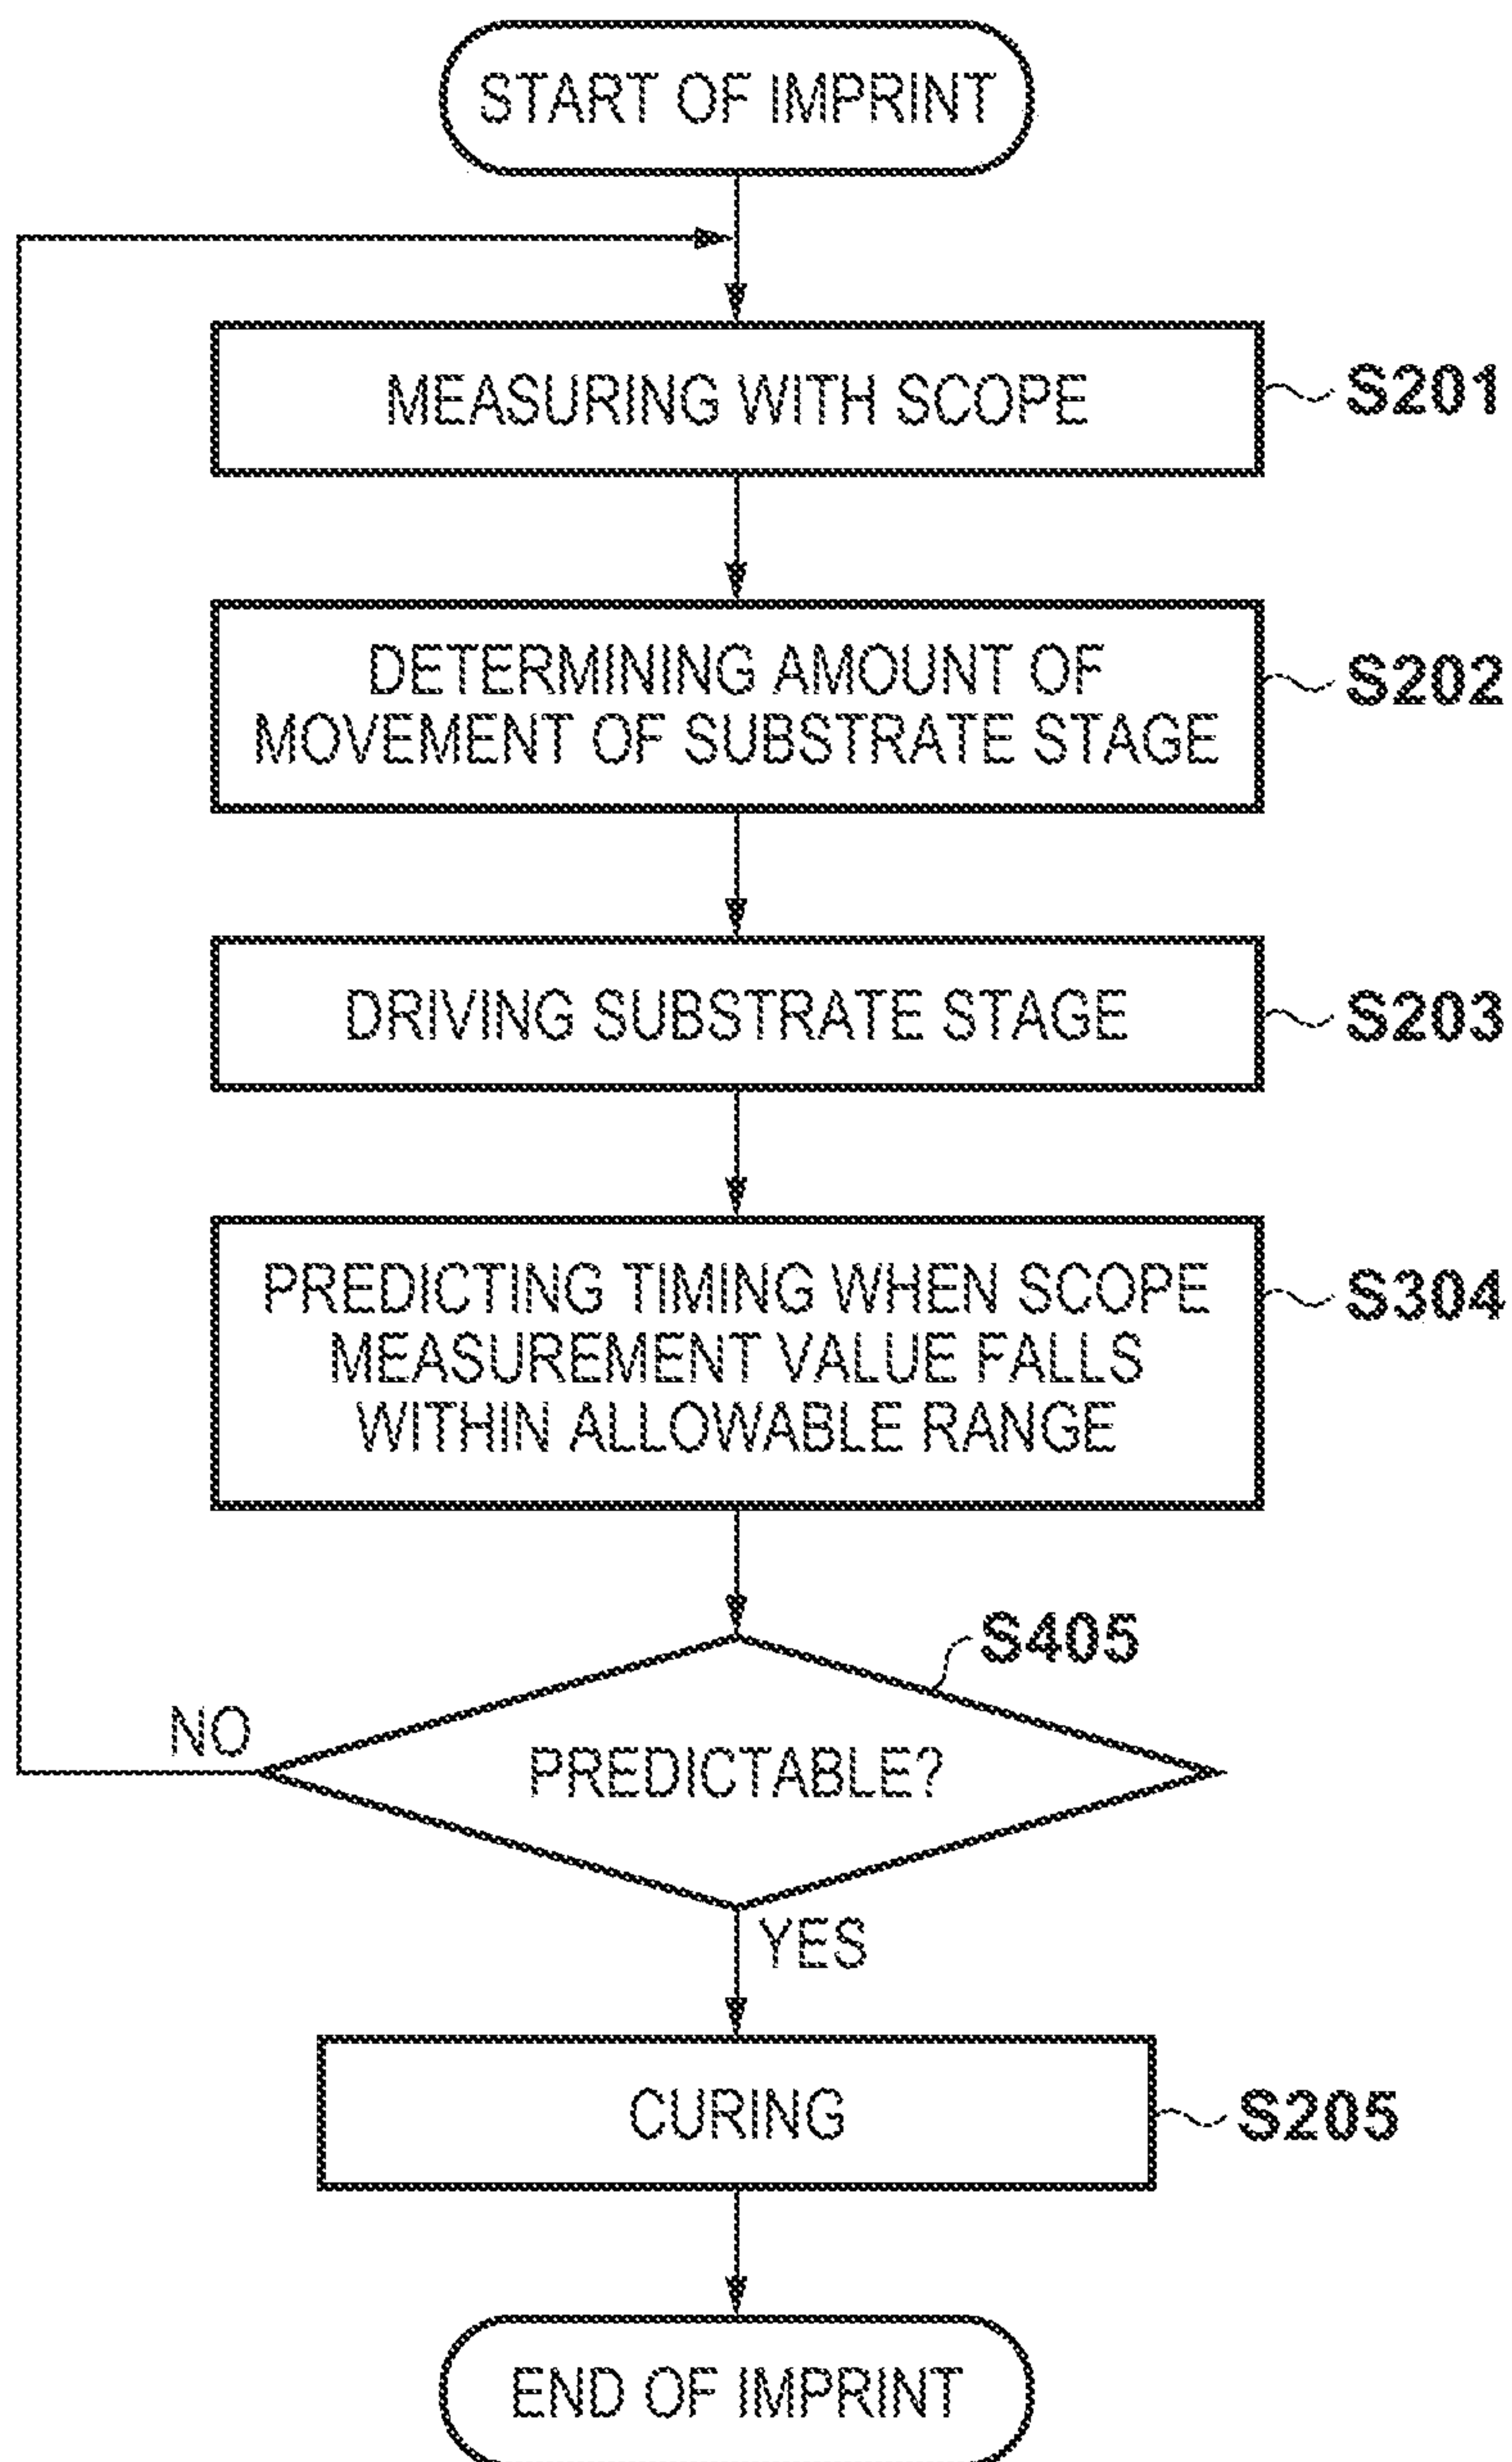 START OF IMPRINT
MEASURING WITH SCOPE
S201
DETERMINING AMOUNT OF
MOVEMENT OF SUBSTRATE STAGE
S202
DRIVING SUBSTRATE STAGE
S203
PREDICTING TIMING WHEN SCOPE
MEASUREMENT VALUE FALLS
WITHIN ALLOWABLE RANGE
S304
S405
NO
PREDICTABLE?
YES
CURING
S205
END OF IMPRINT